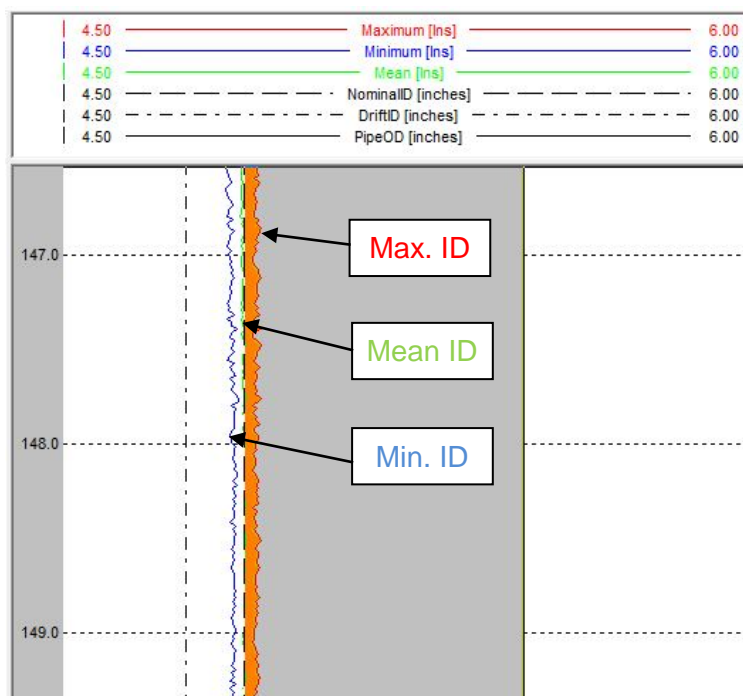 4.50 Maximum [Ins] 6.00
4.50 Minimum [Ins] 6.00
4.50 Mean [Ins] 6.00
4.50 NominalID [inches] 6.00
4.50 DriftID [inches] 6.00
4.50 PipeOD [inches] 6.00
Max. ID
147.0
Mean ID
148.0
Min. ID
149.0